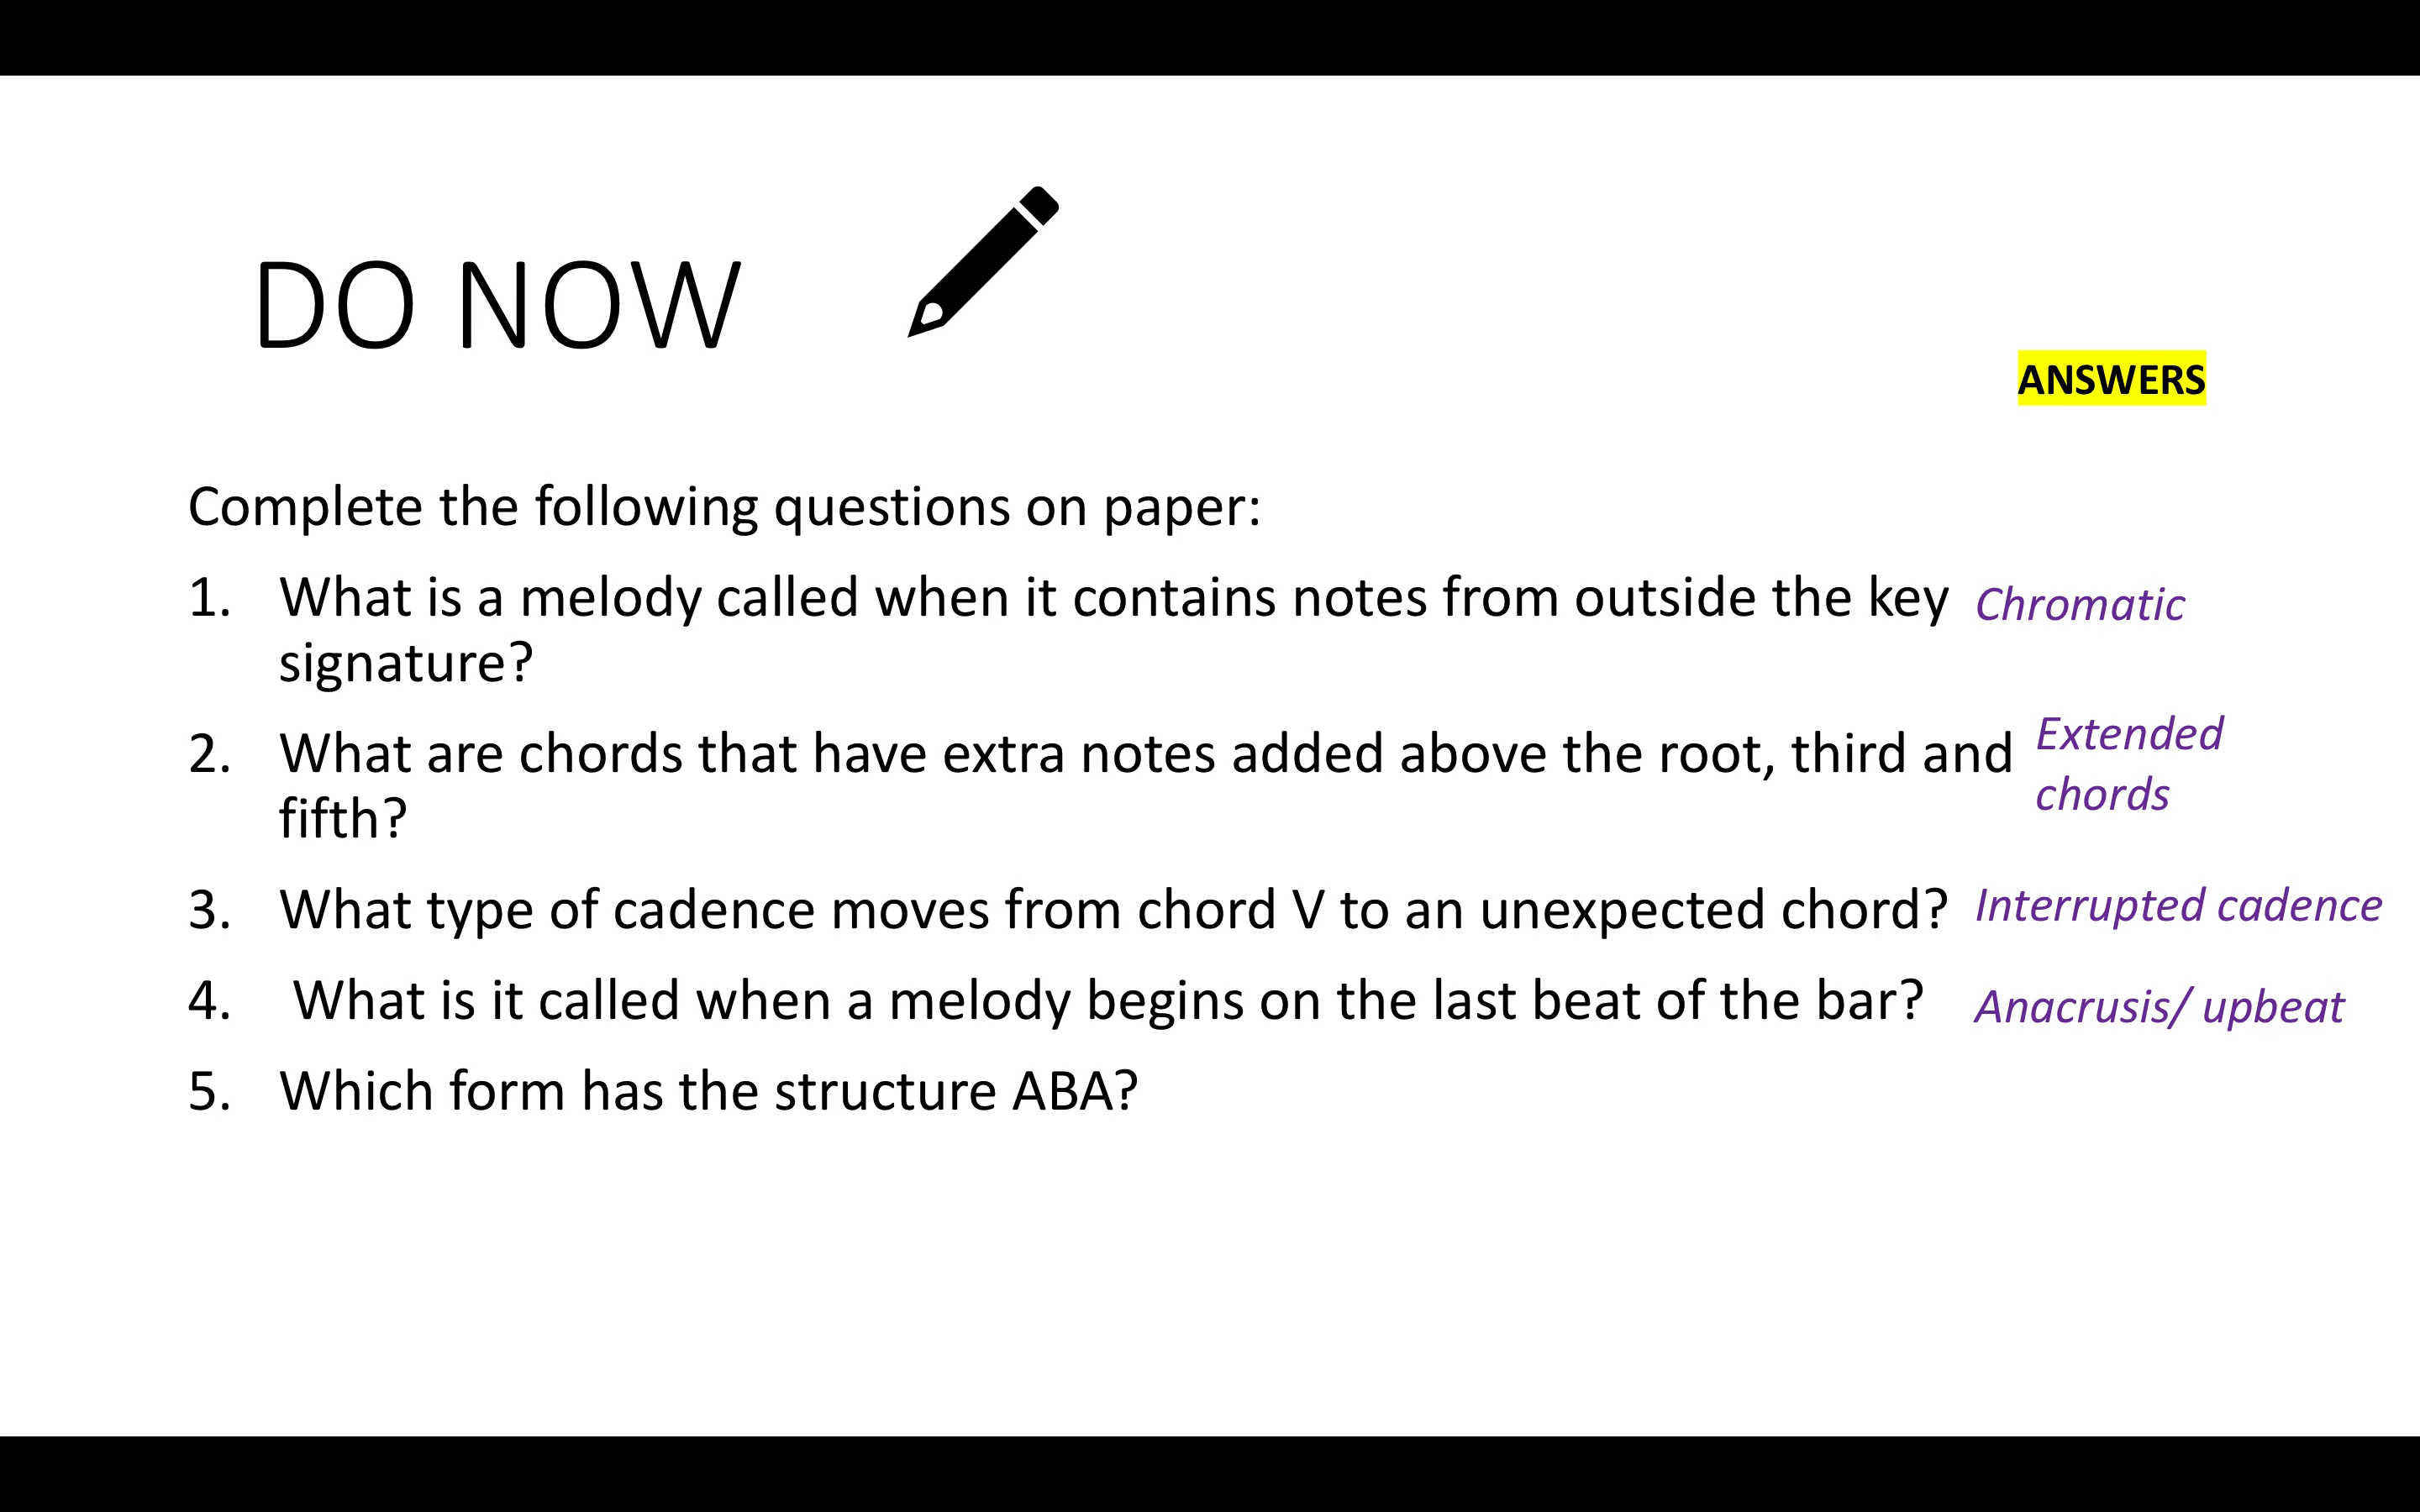 DO NOW
ANSWERS
Complete the following questions on paper:
1. What is a melody called when it contains notes from outside the key
signature?
Chromatic
2. What are chords that have extra notes added above the root, third and
fifth?
Extended
chords
3. What type of cadence moves from chord V to an unexpected chord?
Interrupted cadence
4. What is it called when a melody begins on the last beat of the bar?
Anacrusis/ upbeat
5. Which form has the structure ABA?